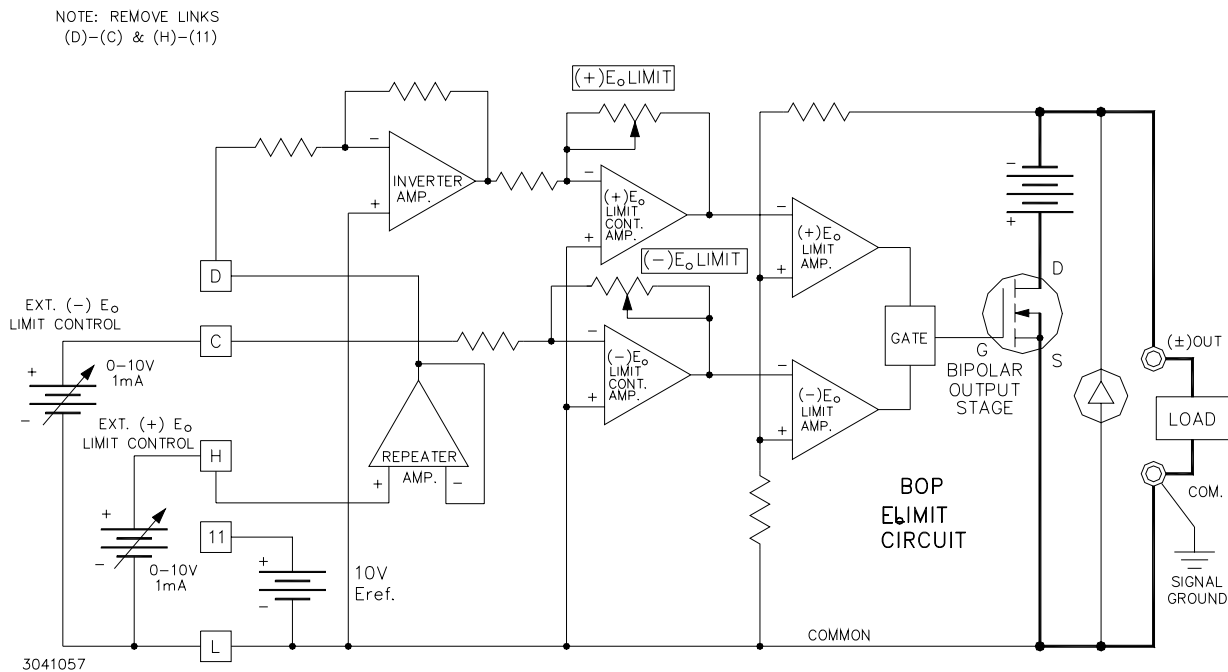 NOTE: REMOVE LINKS
(D)-(C) & (H)-(11)
(+)EₒLIMIT
-
INVERTER
AMP.
+
-
(+)Eₒ
LIMIT
CONT.
AMP.
+
(-)EₒLIMIT
-
(+)Eₒ
LIMIT
AMP.
+
-
+
D
G
S
BIPOLAR
OUTPUT
STAGE
GATE
(±)OUT
LOAD
COM.
SIGNAL
GROUND
D
EXT. (-) Eₒ
LIMIT CONTROL
C
+
0-10V
1mA
-
-
(-)Eₒ
LIMIT
CONT.
AMP.
+
-
(-)Eₒ
LIMIT
AMP.
+
EXT. (+) Eₒ
LIMIT CONTROL
H
REPEATER
AMP.
+
-
BOP
EₒLIMIT
CIRCUIT
+
0-10V
1mA
-
11
+
10V
Eref.
-
L
COMMON
3041057